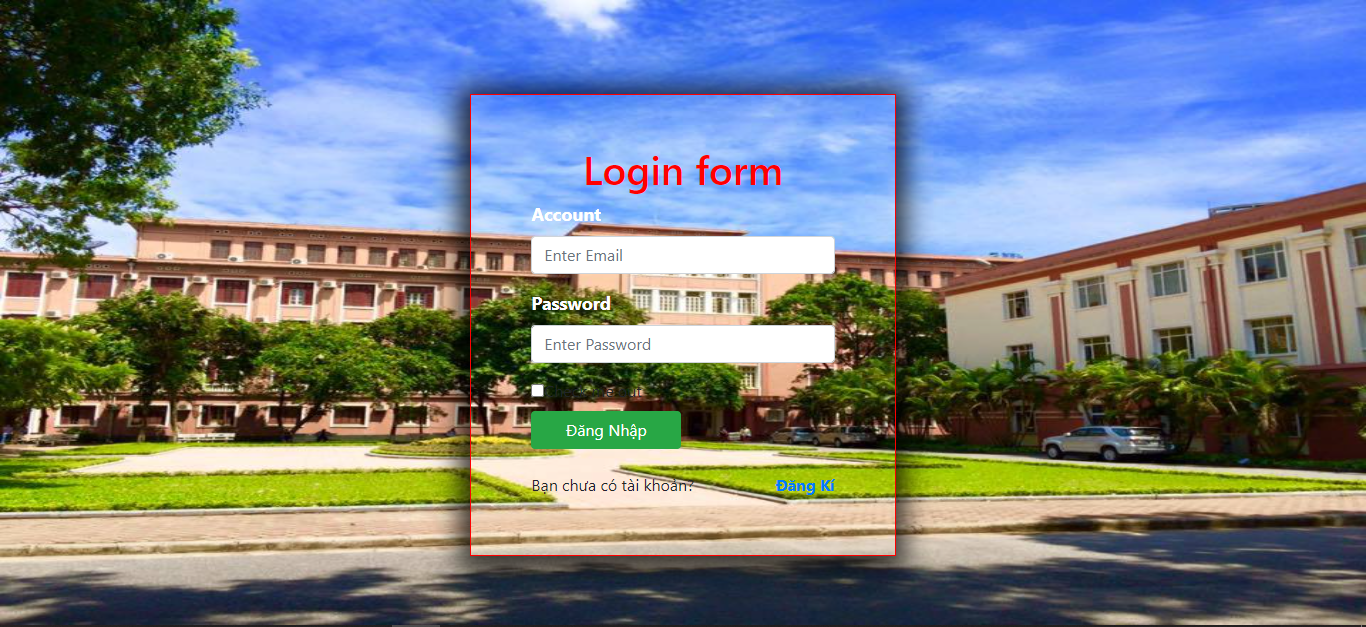 Login form
Account
Enter Email
Password
Enter Password
Đăng Nhập
Bạn chưa có tài khoản? Đăng Kí